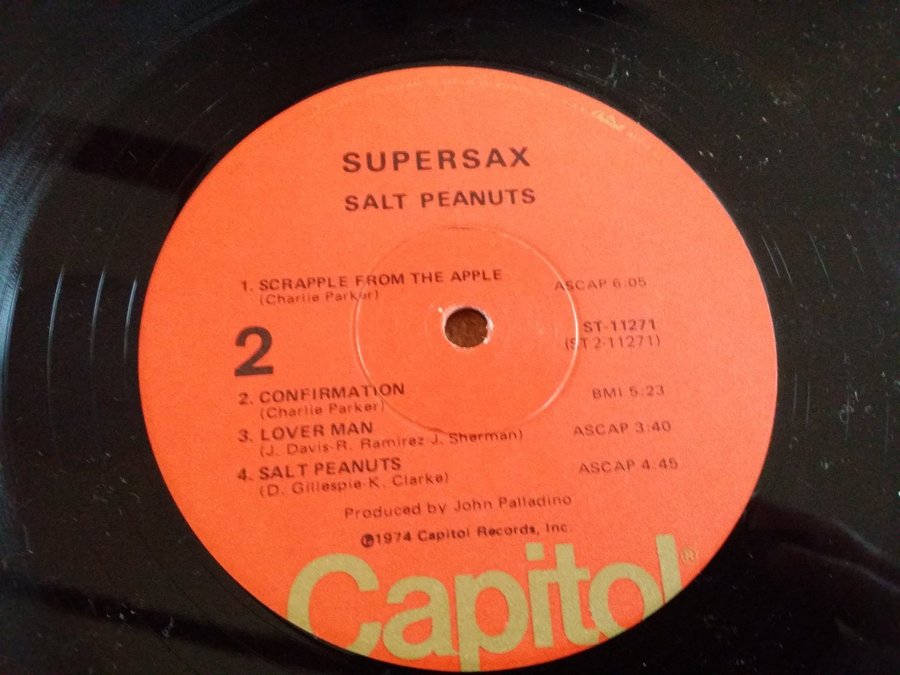 SUPERSAX
SALT PEANUTS
1. SCRAPPLE FROM THE APPLE ASCAP 6:05
(Charlie Parker)
ST-11271
(ST 2-11271)
2
2. CONFIRMATION BMI 5:23
(Charlie Parker)
3. LOVER MAN ASCAP 3:40
(J. Davis-R. Ramirez-J. Sherman)
4. SALT PEANUTS ASCAP 4:45
(D. Gillespie-K. Clarke)
Produced by John Palladino
℗1974 Capitol Records, Inc.
Capitol®